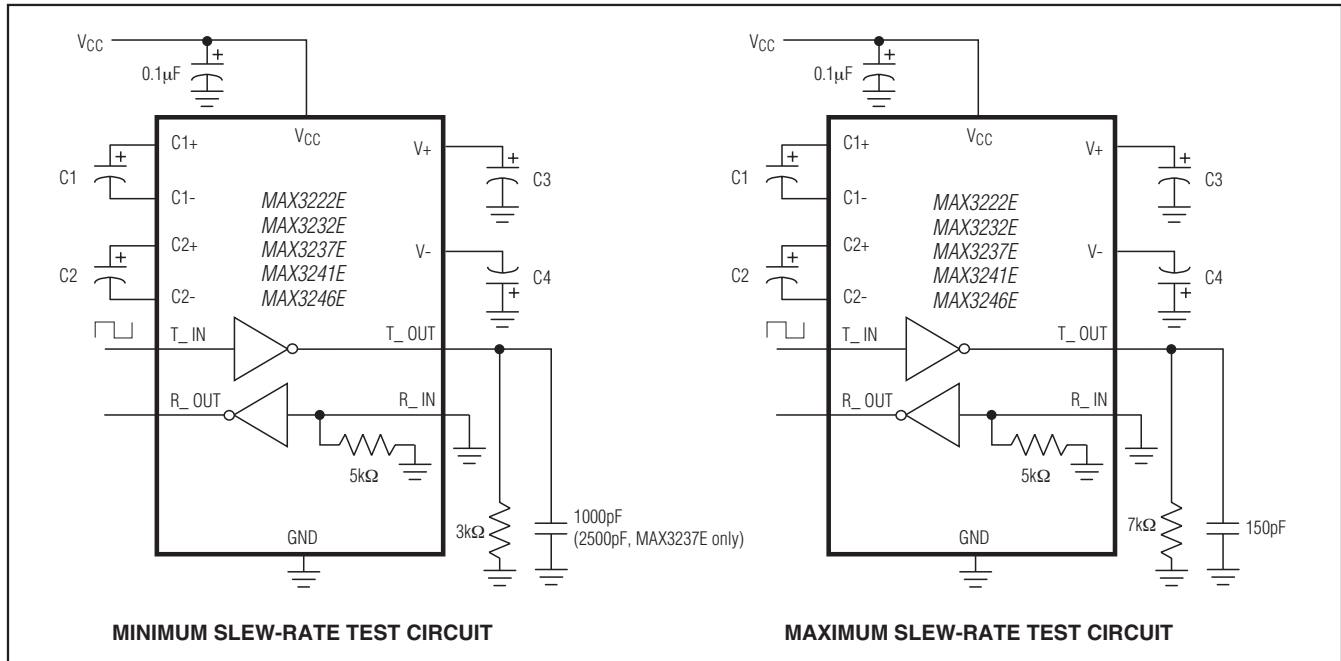 VCC
0.1µF
VCC
C1+
V+
C1
C3
C1-
MAX3222E
MAX3232E
MAX3237E
MAX3241E
MAX3246E
C2+
V-
C2
C4
C2-
T_ IN
T_ OUT
R_ OUT
R_ IN
5kΩ
3kΩ
1000pF
(2500pF, MAX3237E only)
GND
MINIMUM SLEW-RATE TEST CIRCUIT
VCC
0.1µF
VCC
C1+
V+
C1
C3
C1-
MAX3222E
MAX3232E
MAX3237E
MAX3241E
MAX3246E
C2+
V-
C2
C4
C2-
T_ IN
T_ OUT
R_ OUT
R_ IN
5kΩ
7kΩ
150pF
GND
MAXIMUM SLEW-RATE TEST CIRCUIT